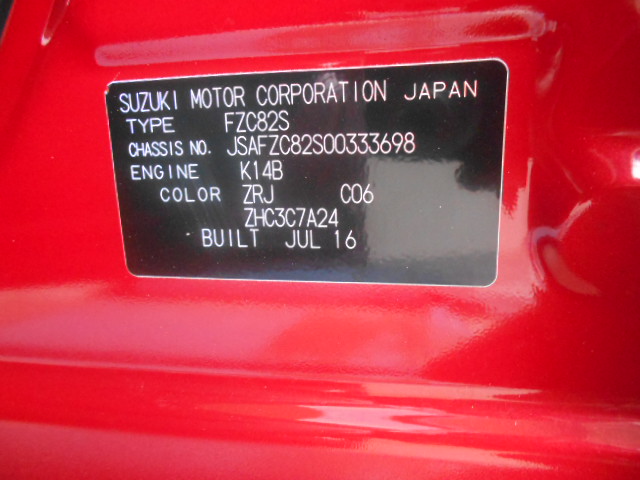 SUZUKI MOTOR CORPORATION JAPAN
TYPE FZC82S
CHASSIS NO. JSAFZC82S00333698
ENGINE K14B
COLOR ZRJ C06
ZHC3C7A24
BUILT JUL 16